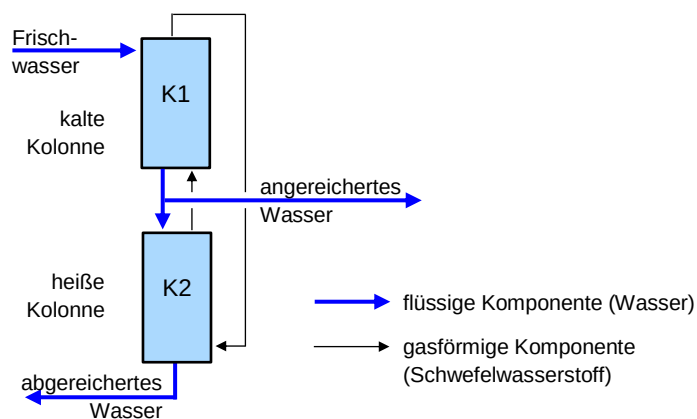 Frisch-
wasser
K1
kalte
Kolonne
angereichertes
Wasser
K2
heiße
Kolonne
flüssige Komponente (Wasser)
gasförmige Komponente
(Schwefelwasserstoff)
abgereichertes
Wasser